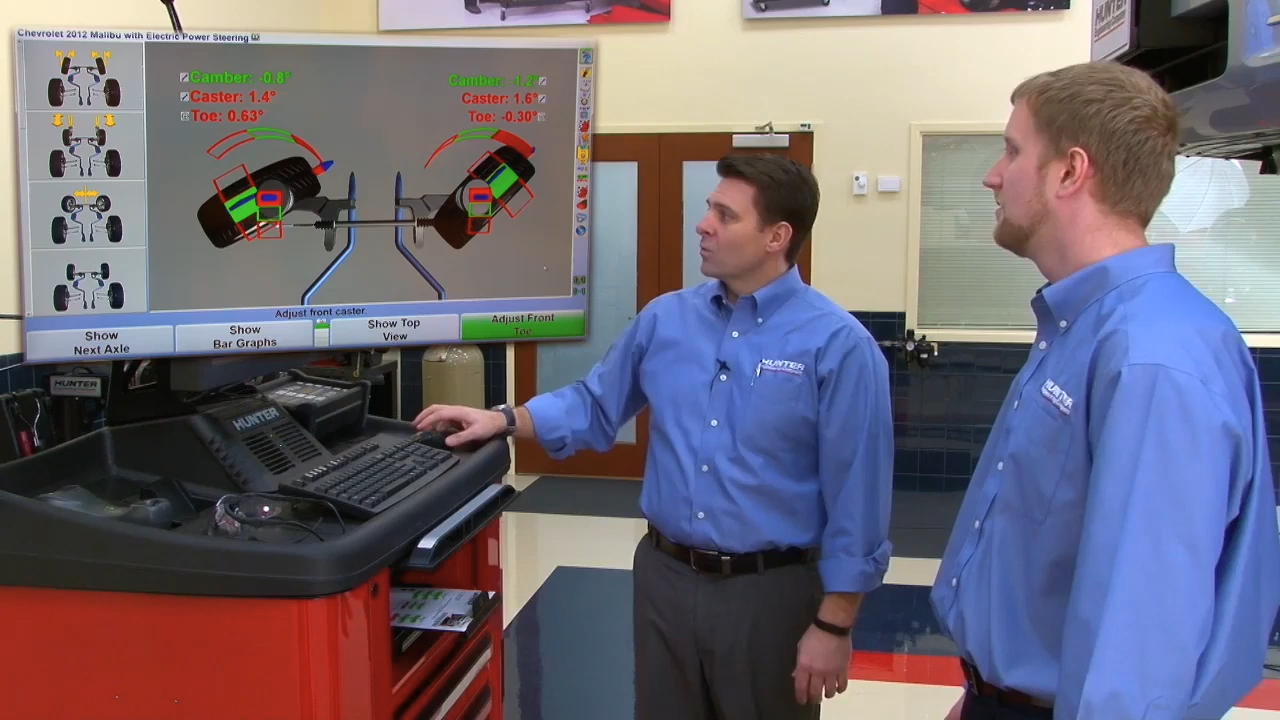 Chevrolet 2012 Malibu with Electric Power Steering
Camber: -0.8°
Camber: -1.2°
Caster: 1.4°
Caster: 1.6°
Toe: 0.63°
Toe: -0.30°
Adjust front caster.
Show
Next Axle
Show
Bar Graphs
Show Top
View
Adjust Front
Toe
HUNTER
HUNTER
HUNTER
HUNTER
HUNTER